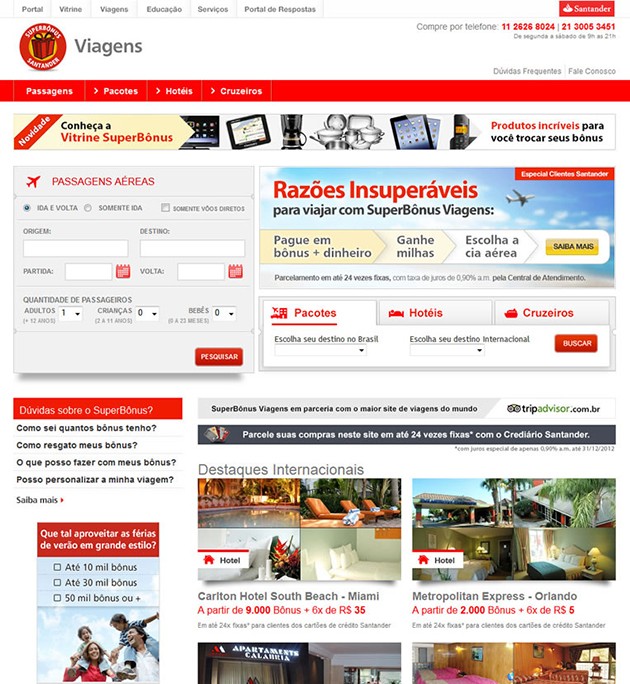 Portal
Vitrine
Viagens
Educação
Serviços
Portal de Respostas
Santander
SUPERBÔNUS
SANTANDER
Viagens
Compre por telefone: 11 2626 8024 | 21 3005 3451
De segunda a sábado de 9h as 21h
Dúvidas Frequentes | Fale Conosco
Passagens
Pacotes
Hotéis
Cruzeiros
Novidade
Conheça a
Vitrine SuperBônus
Produtos incríveis para
você trocar seus bônus
PASSAGENS AÉREAS
IDA E VOLTA
SOMENTE IDA
SOMENTE VÔOS DIRETOS
ORIGEM:
DESTINO:
PARTIDA:
VOLTA:
QUANTIDADE DE PASSAGEIROS
ADULTOS
(+ 12 ANOS)
1
CRIANÇAS
(2 A 11 ANOS)
0
BEBÊS
(0 A 23 MESES)
0
PESQUISAR
Especial Clientes Santander
Razões Insuperáveis
para viajar com SuperBônus Viagens:
Pague em
bônus + dinheiro
Ganhe
milhas
Escolha a
cia aérea
SAIBA MAIS
Parcelamento em até 24 vezes fixas, com taxa de juros de 0,90% a.m. pela Central de Atendimento.
Pacotes
Hotéis
Cruzeiros
Escolha seu destino no Brasil
Escolha seu destino Internacional
BUSCAR
Dúvidas sobre o SuperBônus?
Como sei quantos bônus tenho?
Como resgato meus bônus?
O que posso fazer com meus bônus?
Posso personalizar a minha viagem?
Saiba mais
Que tal aproveitar as férias
de verão em grande estilo?
Até 10 mil bônus
Até 30 mil bônus
50 mil bônus ou +
SuperBônus Viagens em parceria com o maior site de viagens do mundo
tripadvisor.com.br
Parcele suas compras neste site em até 24 vezes fixas* com o Crediário Santander.
*com juros especial de apenas 0,90% a.m. até 31/12/2012
Destaques Internacionais
Hotel
Carlton Hotel South Beach - Miami
A partir de 9.000 Bônus + 6x de R$ 35
Em até 24x fixas* para clientes dos cartões de crédito Santander
Hotel
Metropolitan Express - Orlando
A partir de 2.000 Bônus + 6x de R$ 5
Em até 24x fixas* para clientes dos cartões de crédito Santander
APARTMENTS
CALABRIA